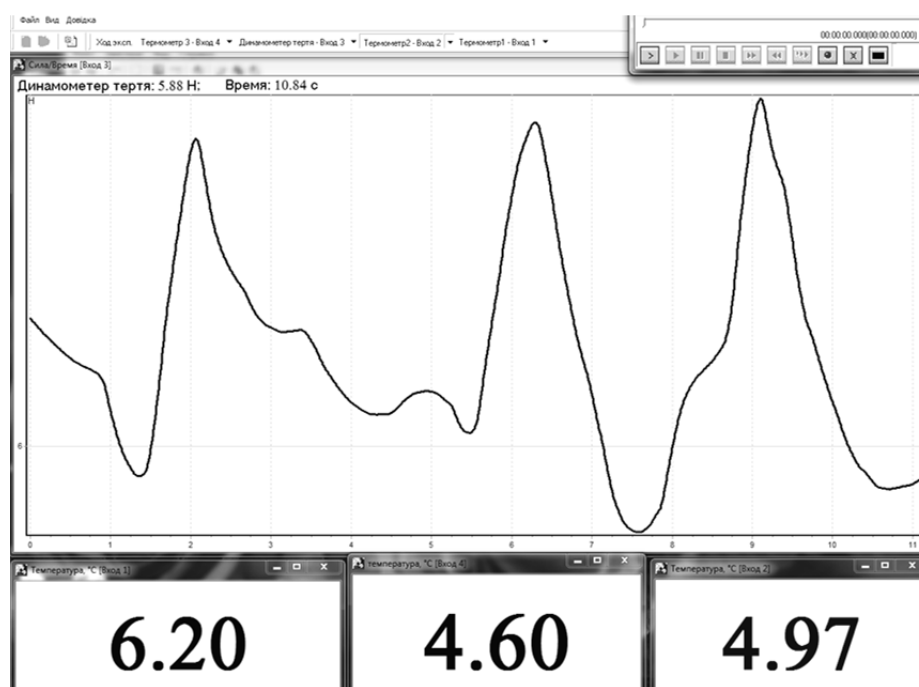 Файл Вид Довідка
Ход эксп. Термометр 3 - Вход 4 Динамометер тертя - Вход 3 Термометр2 - Вход 2 Термометр1 - Вход 1
00:00:00.000(00:00:00.000)
Сила/Время [Вход 3]
Динамометер тертя: 5.88 Н; Время: 10.84 с
Н
6
0 1 2 3 4 5 6 7 8 9 10 11
Температура, °C [Вход 1]
6.20
температура, °C [Вход 4]
4.60
Температура, °C [Вход 2]
4.97